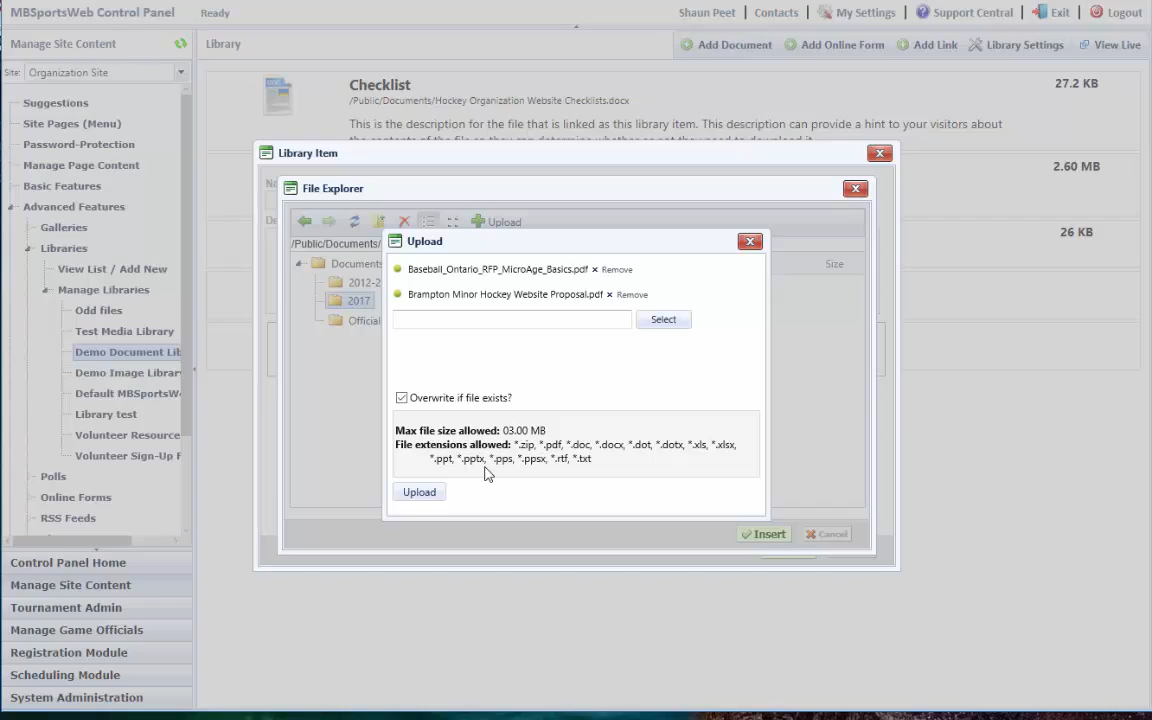 MBSportsWeb Control Panel
Ready
Shaun Peet
Contacts
My Settings
Support Central
Exit
Logout
Manage Site Content
Library
Add Document
Add Online Form
Add Link
Library Settings
View Live
Site: Organization Site
Suggestions
Site Pages (Menu)
Password-Protection
Manage Page Content
Basic Features
Advanced Features
Galleries
Libraries
View List / Add New
Manage Libraries
Odd files
Test Media Library
Demo Document Lib
Demo Image Librar
Default MBSportsW
Library test
Volunteer Resource
Volunteer Sign-Up F
Polls
Online Forms
RSS Feeds
Control Panel Home
Manage Site Content
Tournament Admin
Manage Game Officials
Registration Module
Scheduling Module
System Administration
Checklist
27.2 KB
/Public/Documents/Hockey Organization Website Checklists.docx
This is the description for the file that is linked as this library item. This description can provide a hint to your visitors about
2.60 MB
26 KB
Library Item
File Explorer
Upload
/Public/Documents/
Size
Documents
2012-2
2017
Official
Upload
Baseball_Ontario_RFP_MicroAge_Basics.pdf × Remove
Brampton Minor Hockey Website Proposal.pdf × Remove
Select
Overwrite if file exists?
Max file size allowed: 03.00 MB
File extensions allowed: *.zip, *.pdf, *.doc, *.docx, *.dot, *.dotx, *.xls, *.xlsx,
*.ppt, *.pptx, *.pps, *.ppsx, *.rtf, *.txt
Upload
Insert
Cancel